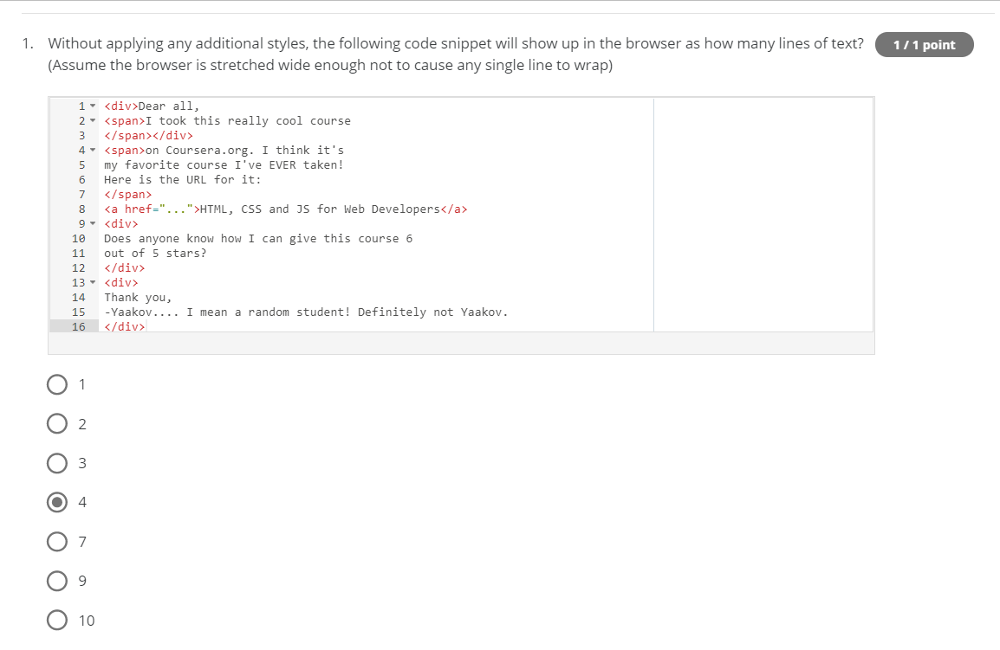 1. Without applying any additional styles, the following code snippet will show up in the browser as how many lines of text? 1 / 1 point
(Assume the browser is stretched wide enough not to cause any single line to wrap)
1 <div>Dear all,
2 <span>I took this really cool course
3 </span></div>
4 <span>on Coursera.org. I think it's
5 my favorite course I've EVER taken!
6 Here is the URL for it:
7 </span>
8 <a href="...">HTML, CSS and JS for Web Developers</a>
9 <div>
10 Does anyone know how I can give this course 6
11 out of 5 stars?
12 </div>
13 <div>
14 Thank you,
15 -Yaakov.... I mean a random student! Definitely not Yaakov.
16 </div>
1
2
3
4
7
9
10